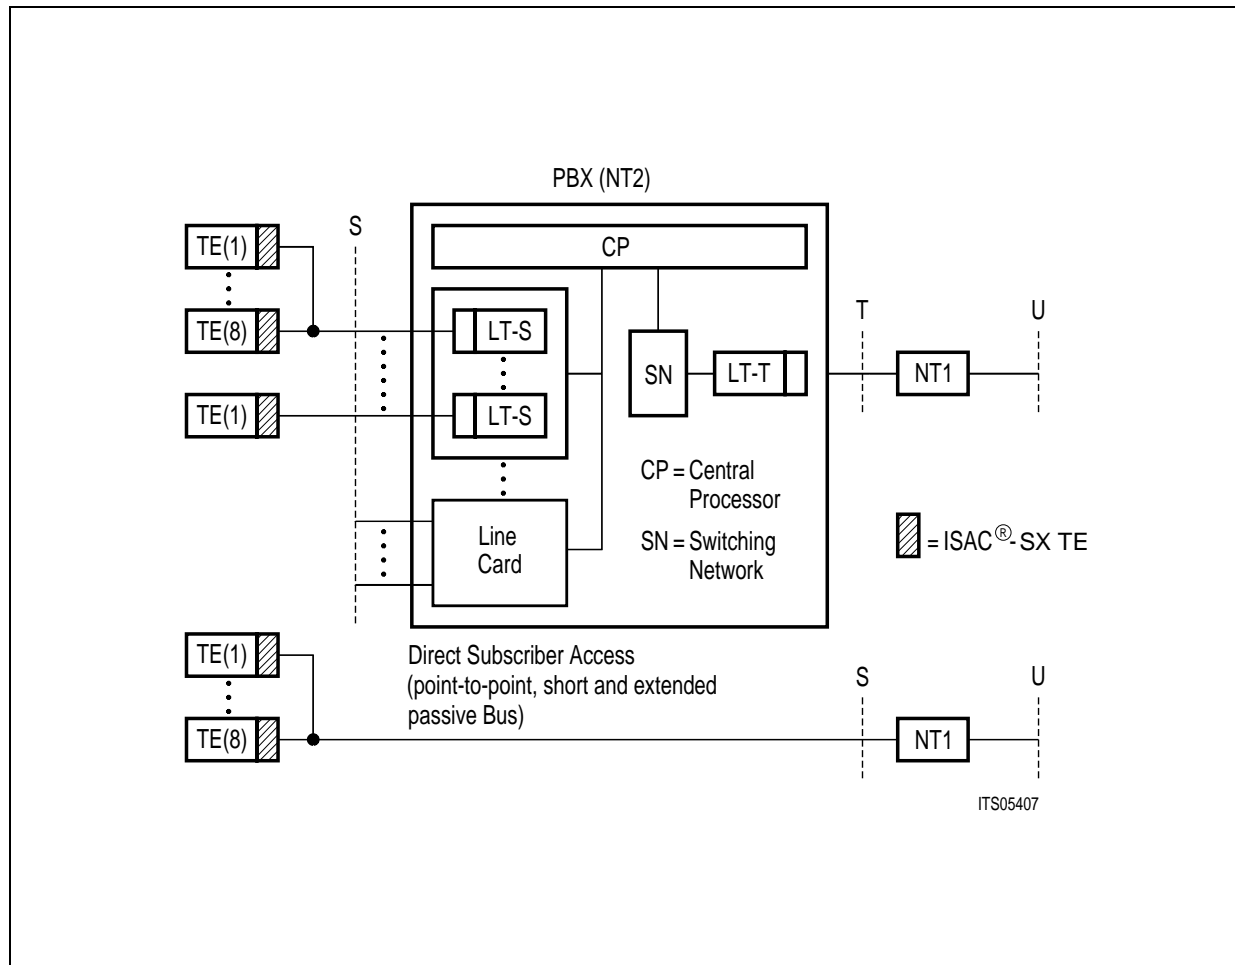 PBX (NT2)
S
TE(1)
CP
TE(8)
LT-S
T
U
SN
LT-T
NT1
TE(1)
LT-S
CP = Central
Processor
Line
Card
SN = Switching
Network
= ISAC®-SX TE
TE(1)
Direct Subscriber Access
(point-to-point, short and extended
passive Bus)
S
U
TE(8)
NT1
ITS05407